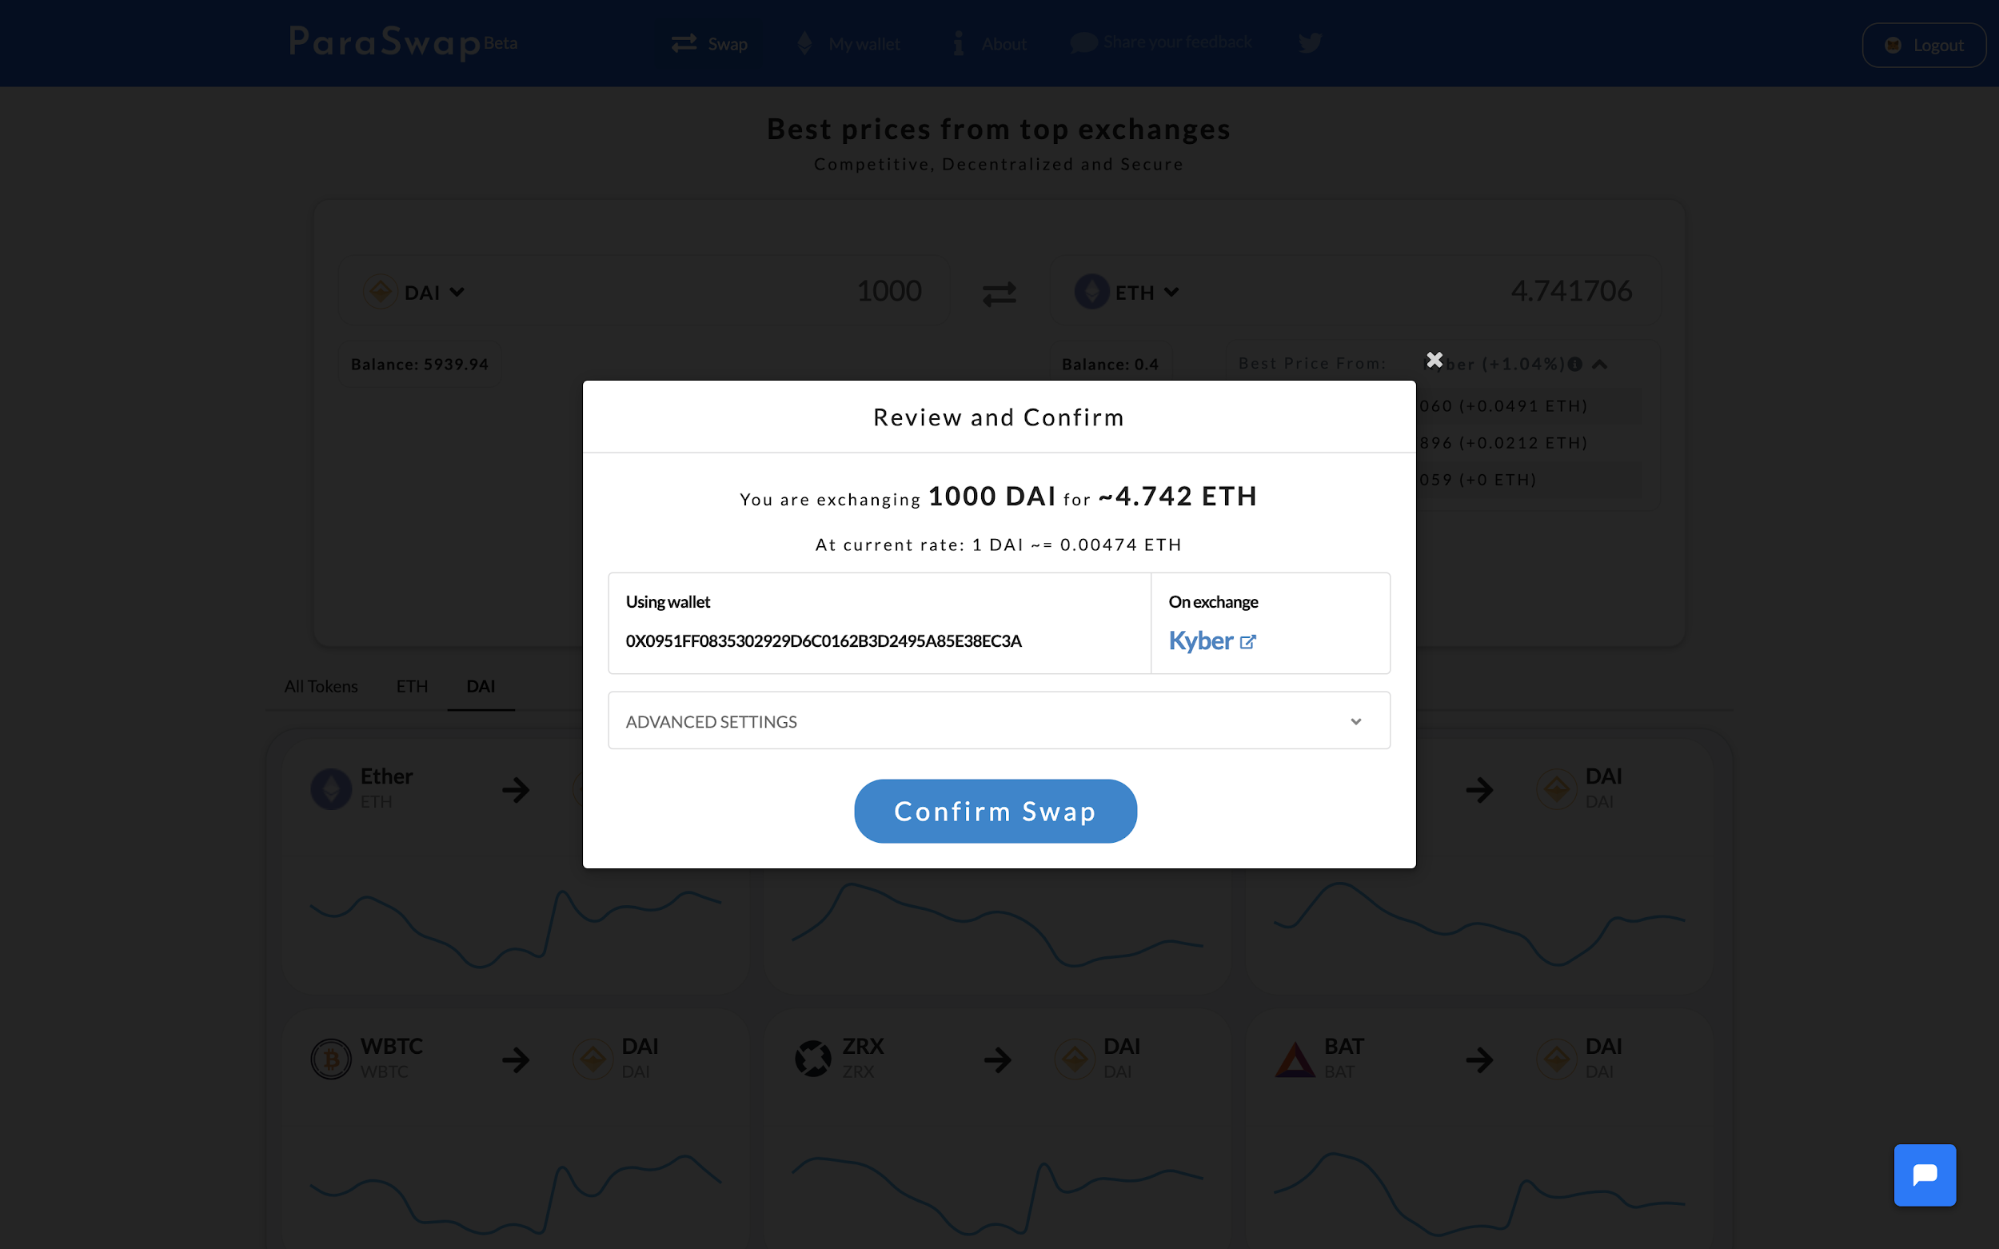 ParaSwap Beta
Swap
My wallet
About
Share your feedback
Logout
Best prices from top exchanges
Competitive, Decentralized and Secure
DAI
1000
ETH
4.741706
Balance: 5939.94
Balance: 0.4
Best Price From:
Kyber (+1.04%)
060 (+0.0491 ETH)
896 (+0.0212 ETH)
059 (+0 ETH)
Review and Confirm
You are exchanging 1000 DAI for ~4.742 ETH
At current rate: 1 DAI ~= 0.00474 ETH
Using wallet
0X0951FF0835302929D6C0162B3D2495A85E38EC3A
On exchange
Kyber
ADVANCED SETTINGS
Confirm Swap
All Tokens
ETH
DAI
Ether
ETH
DAI
DAI
WBTC
WBTC
DAI
DAI
ZRX
ZRX
DAI
DAI
BAT
BAT
DAI
DAI